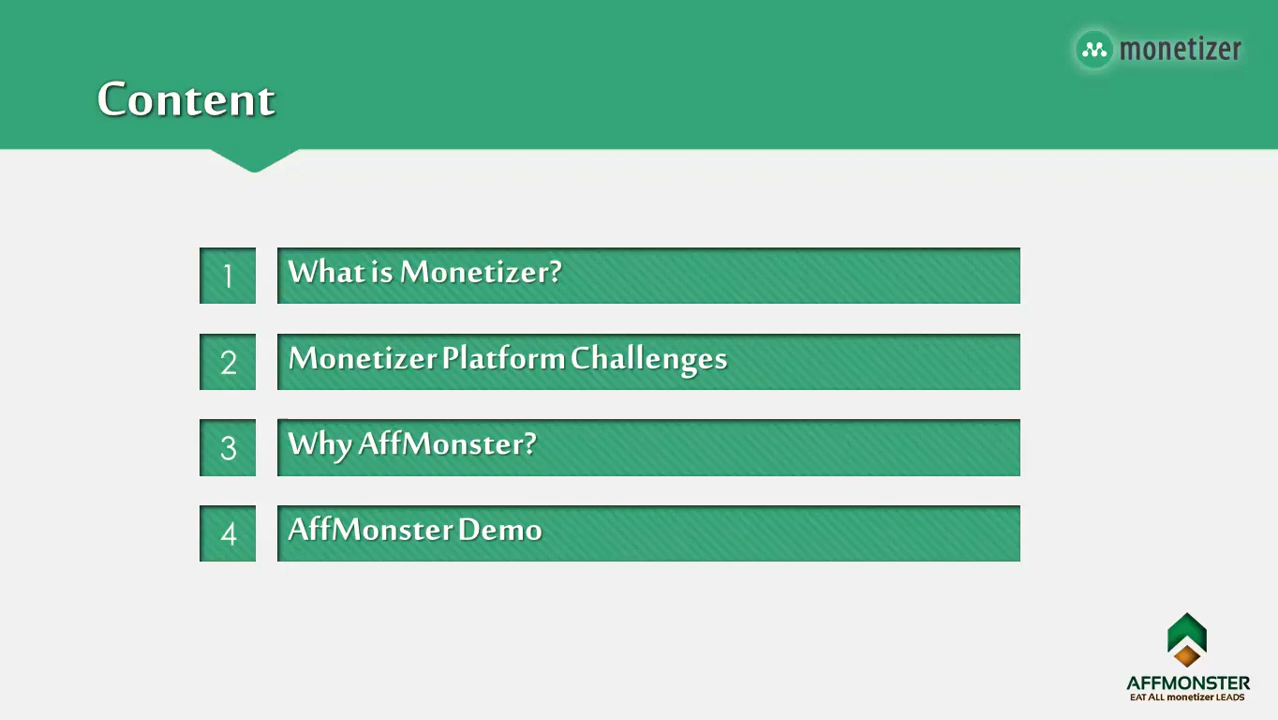 monetizer
Content
1 What is Monetizer?
2 Monetizer Platform Challenges
3 Why AffMonster?
4 AffMonster Demo
AFFMONSTER
EAT ALL monetizer LEADS